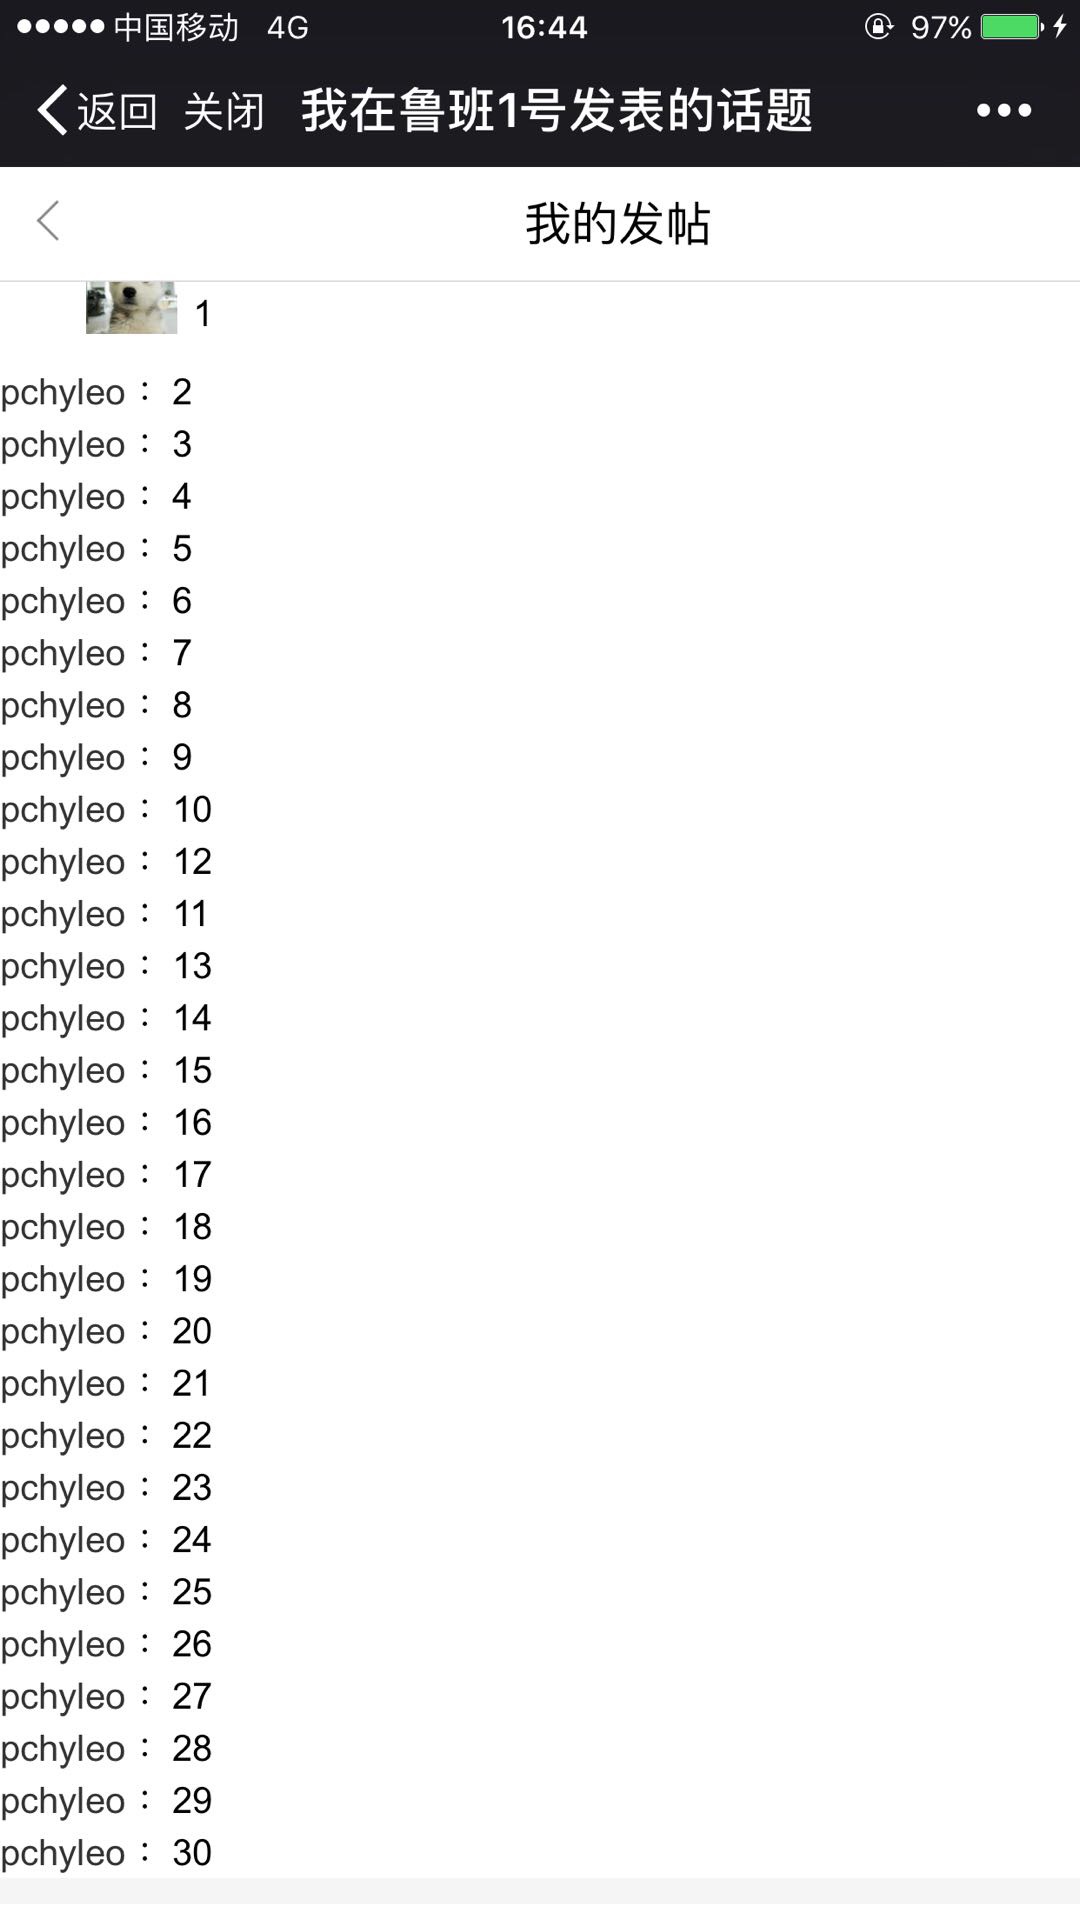 中国移动 4G 16:44 97%
返回 关闭 我在鲁班1号发表的话题
我的发帖
1
pchyleo： 2
pchyleo： 3
pchyleo： 4
pchyleo： 5
pchyleo： 6
pchyleo： 7
pchyleo： 8
pchyleo： 9
pchyleo： 10
pchyleo： 12
pchyleo： 11
pchyleo： 13
pchyleo： 14
pchyleo： 15
pchyleo： 16
pchyleo： 17
pchyleo： 18
pchyleo： 19
pchyleo： 20
pchyleo： 21
pchyleo： 22
pchyleo： 23
pchyleo： 24
pchyleo： 25
pchyleo： 26
pchyleo： 27
pchyleo： 28
pchyleo： 29
pchyleo： 30